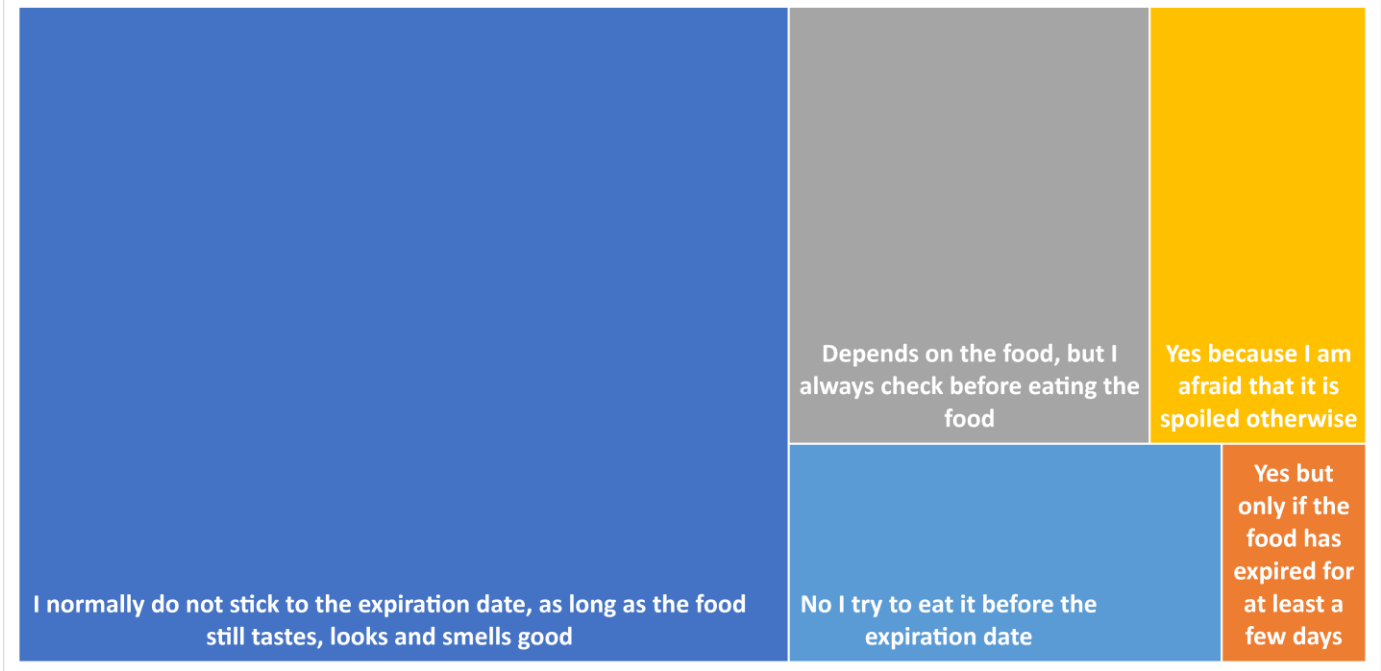 I normally do not stick to the expiration date, as long as the food
still tastes, looks and smells good
Depends on the food, but I
always check before eating the
food
Yes because I am
afraid that it is
spoiled otherwise
No I try to eat it before the
expiration date
Yes but
only if the
food has
expired for
at least a
few days